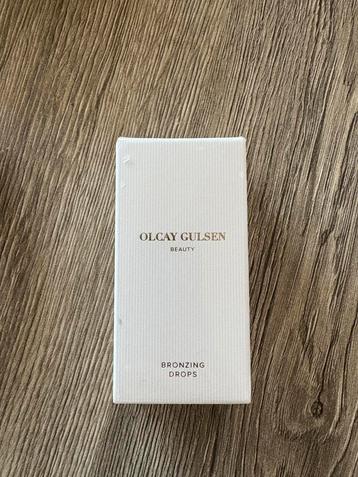 OLCAY GULSEN
BEAUTY
BRONZING
DROPS